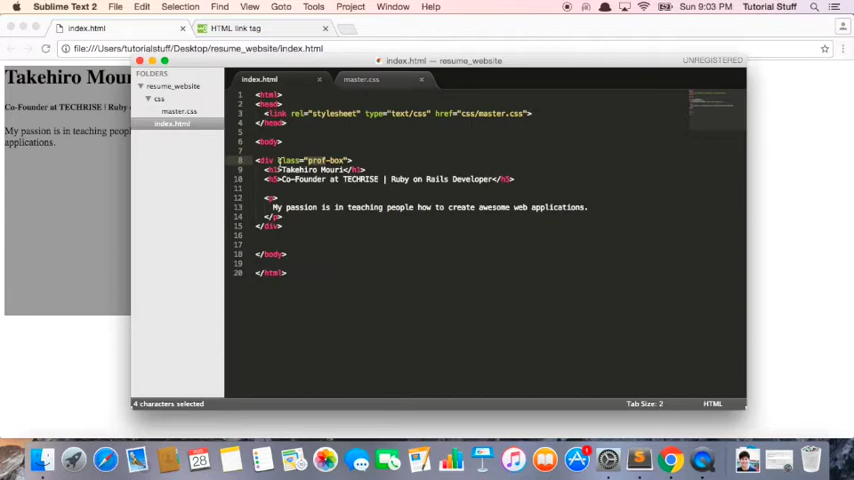 Sublime Text 2 File Edit Selection Find View Goto Tools Project Window Help Sun 9:03 PM Tutorial Stuff
index.html × HTML link tag ×
file:///Users/tutorialstuff/Desktop/resume_website/index.html
index.html — resume_website UNREGISTERED
Takehiro Mouri
Co-Founder at TECHRISE | Ruby o
My passion is in teaching peopl
applications.
FOLDERS
resume_website
css
master.css
index.html
index.html × master.css ×
1 <html>
2 <head>
3 <link rel="stylesheet" type="text/css" href="css/master.css">
4 </head>
5
6 <body>
7
8 <div class="prof-box">
9 <h1>Takehiro Mouri</h1>
10 <h5>Co-Founder at TECHRISE | Ruby on Rails Developer</h5>
11
12 <p>
13 My passion is in teaching people how to create awesome web applications.
14 </p>
15 </div>
16
17
18 </body>
19
20 </html>
4 characters selected Tab Size: 2 HTML
28